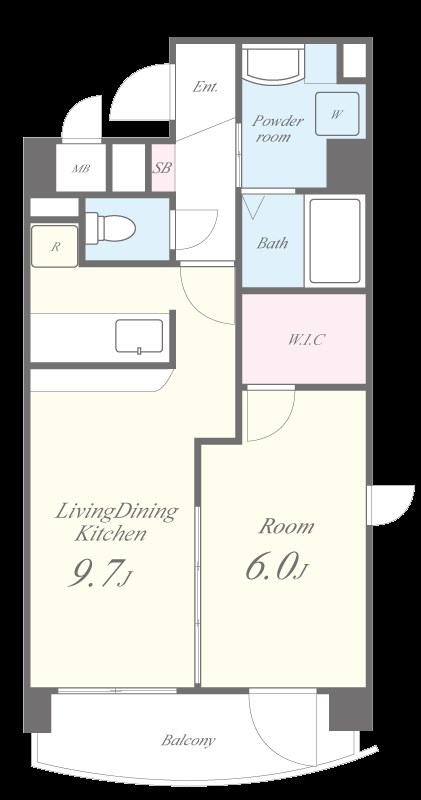 Ent.
Powder
room
W
MB
SB
R
Bath
W.I.C
LivingDining
Kitchen
9.7J
Room
6.0J
Balcony